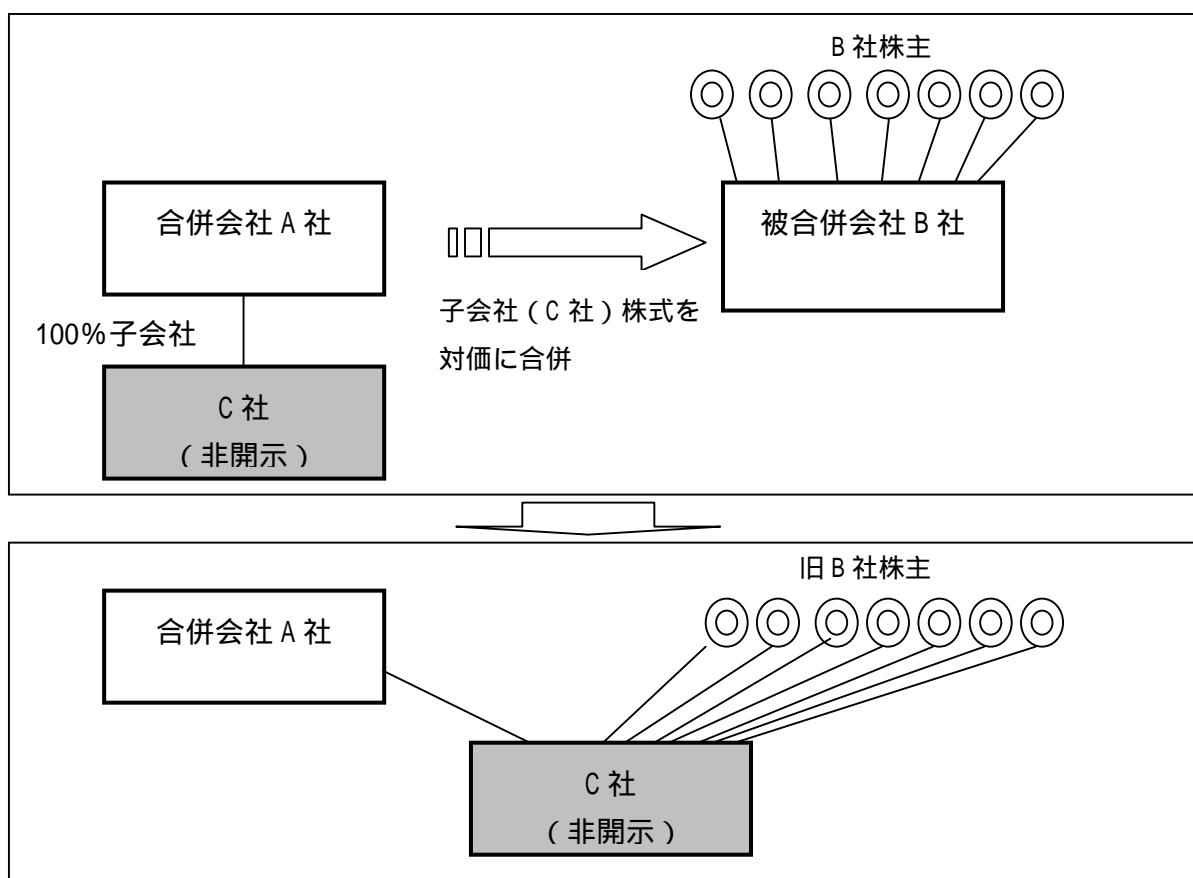 B社株主
合併会社A社
被合併会社B社
100%子会社
子会社(C社)株式を
対価に合併
C社
(非開示)
旧B社株主
合併会社A社
C社
(非開示)